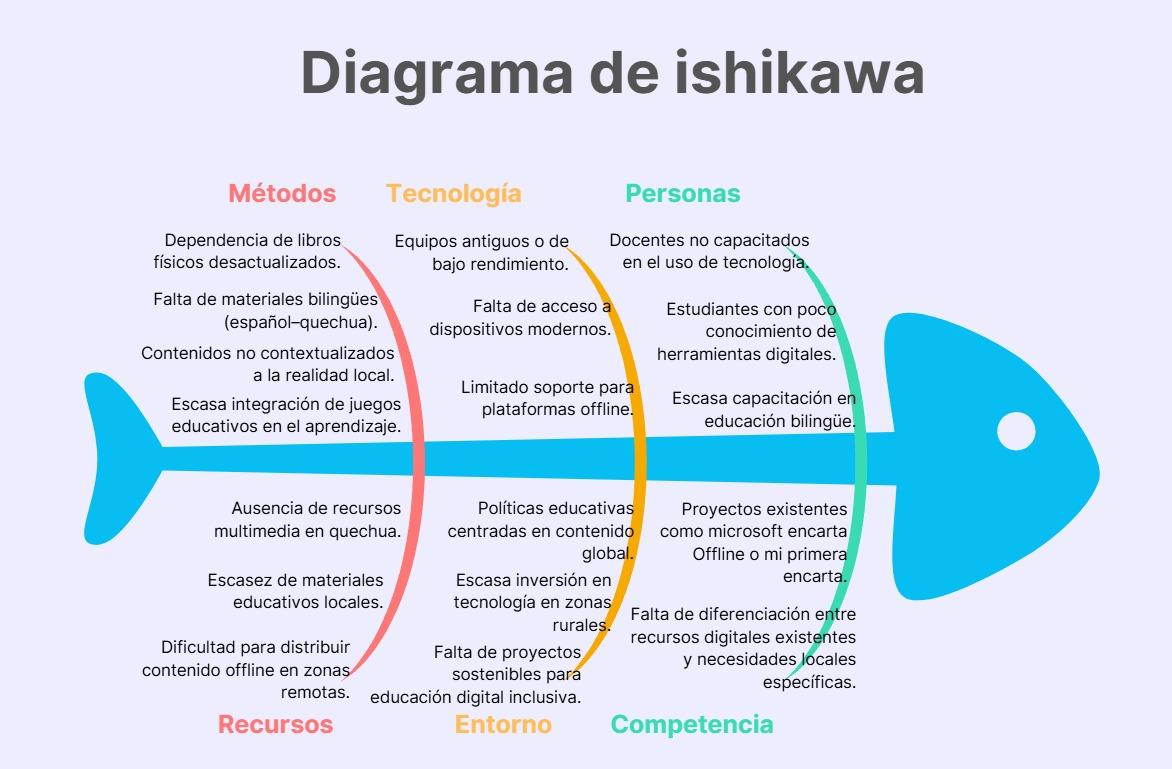 Diagrama de ishikawa
Métodos
Dependencia de libros
físicos desactualizados.
Falta de materiales bilingües
(español–quechua).
Contenidos no contextualizados
a la realidad local.
Escasa integración de juegos
educativos en el aprendizaje.
Tecnología
Equipos antiguos o de
bajo rendimiento.
Falta de acceso a
dispositivos modernos.
Limitado soporte para
plataformas offline.
Personas
Docentes no capacitados
en el uso de tecnología.
Estudiantes con poco
conocimiento de
herramientas digitales.
Escasa capacitación en
educación bilingüe.
Ausencia de recursos
multimedia en quechua.
Escasez de materiales
educativos locales.
Dificultad para distribuir
contenido offline en zonas
remotas.
Recursos
Políticas educativas
centradas en contenido
global.
Escasa inversión en
tecnología en zonas
rurales.
Falta de proyectos
sostenibles para
educación digital inclusiva.
Entorno
Proyectos existentes
como microsoft encarta
Offline o mi primera
encarta.
Falta de diferenciación entre
recursos digitales existentes
y necesidades locales
específicas.
Competencia